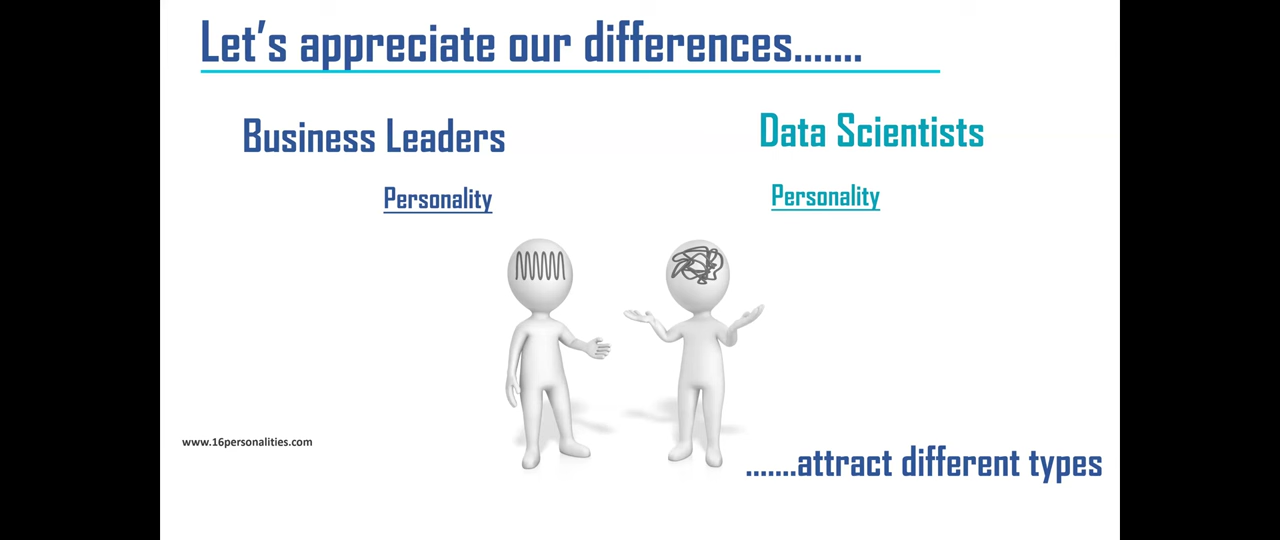 Let's appreciate our differences.......
Business Leaders
Data Scientists
Personality
Personality
www.16personalities.com
.......attract different types